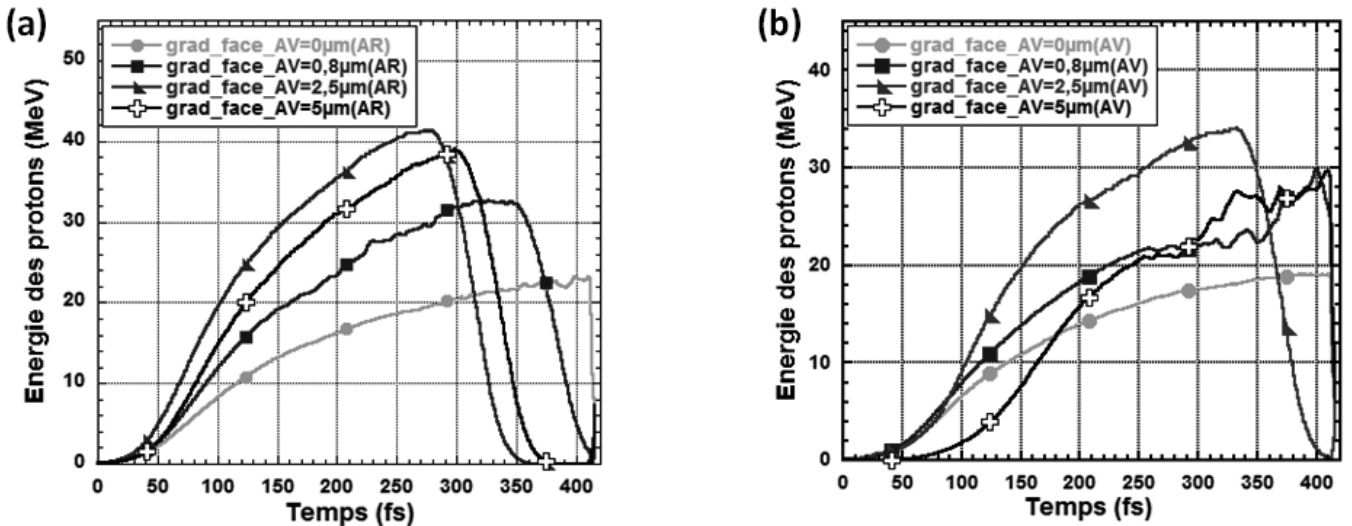 (a)
grad_face_AV=0µm(AR)
grad_face_AV=0,8µm(AR)
grad_face_AV=2,5µm(AR)
grad_face_AV=5µm(AR)
Energie des protons (MeV)
50
40
30
20
10
0
0 50 100 150 200 250 300 350 400
Temps (fs)
(b)
grad_face_AV=0µm(AV)
grad_face_AV=0,8µm(AV)
grad_face_AV=2,5µm(AV)
grad_face_AV=5µm(AV)
Energie des protons (MeV)
40
30
20
10
0
0 50 100 150 200 250 300 350 400
Temps (fs)